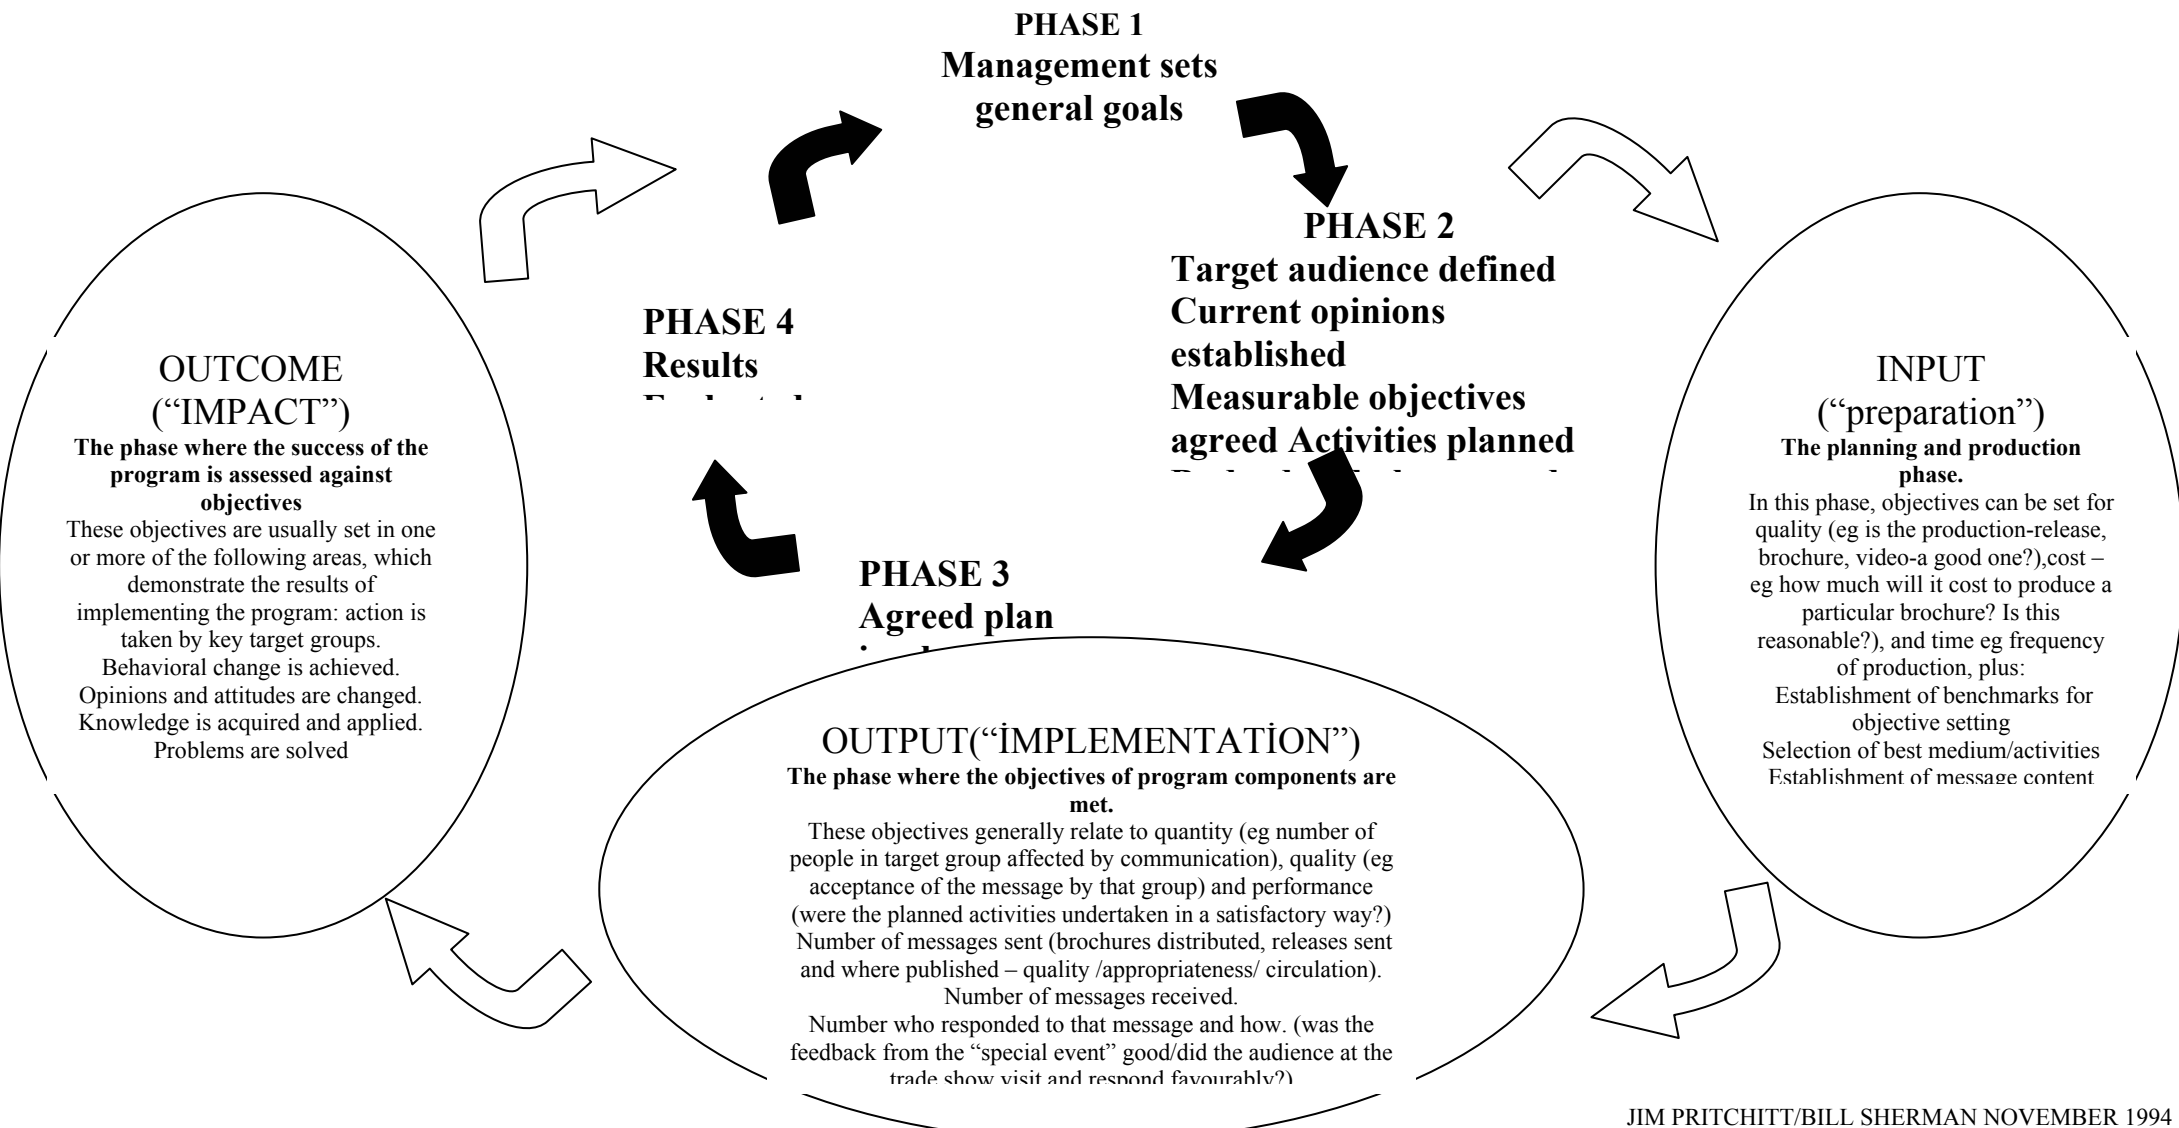 PHASE 1
Management sets
general goals
PHASE 2
Target audience defined
Current opinions
established
Measurable objectives
agreed Activities planned
PHASE 3
Agreed plan
PHASE 4
Results
INPUT
(“preparation”)
The planning and production
phase.
In this phase, objectives can be set for
quality (eg is the production-release,
brochure, video-a good one?),cost –
eg how much will it cost to produce a
particular brochure? Is this
reasonable?), and time eg frequency
of production, plus:
Establishment of benchmarks for
objective setting
Selection of best medium/activities
Establishment of message content
OUTPUT(“İMPLEMENTATİON”)
The phase where the objectives of program components are
met.
These objectives generally relate to quantity (eg number of
people in target group affected by communication), quality (eg
acceptance of the message by that group) and performance
(were the planned activities undertaken in a satisfactory way?)
Number of messages sent (brochures distributed, releases sent
and where published – quality /appropriateness/ circulation).
Number of messages received.
Number who responded to that message and how. (was the
feedback from the “special event” good/did the audience at the
trade show visit and respond favourably?)
OUTCOME
(“IMPACT”)
The phase where the success of the
program is assessed against
objectives
These objectives are usually set in one
or more of the following areas, which
demonstrate the results of
implementing the program: action is
taken by key target groups.
Behavioral change is achieved.
Opinions and attitudes are changed.
Knowledge is acquired and applied.
Problems are solved
JIM PRITCHITT/BILL SHERMAN NOVEMBER 1994